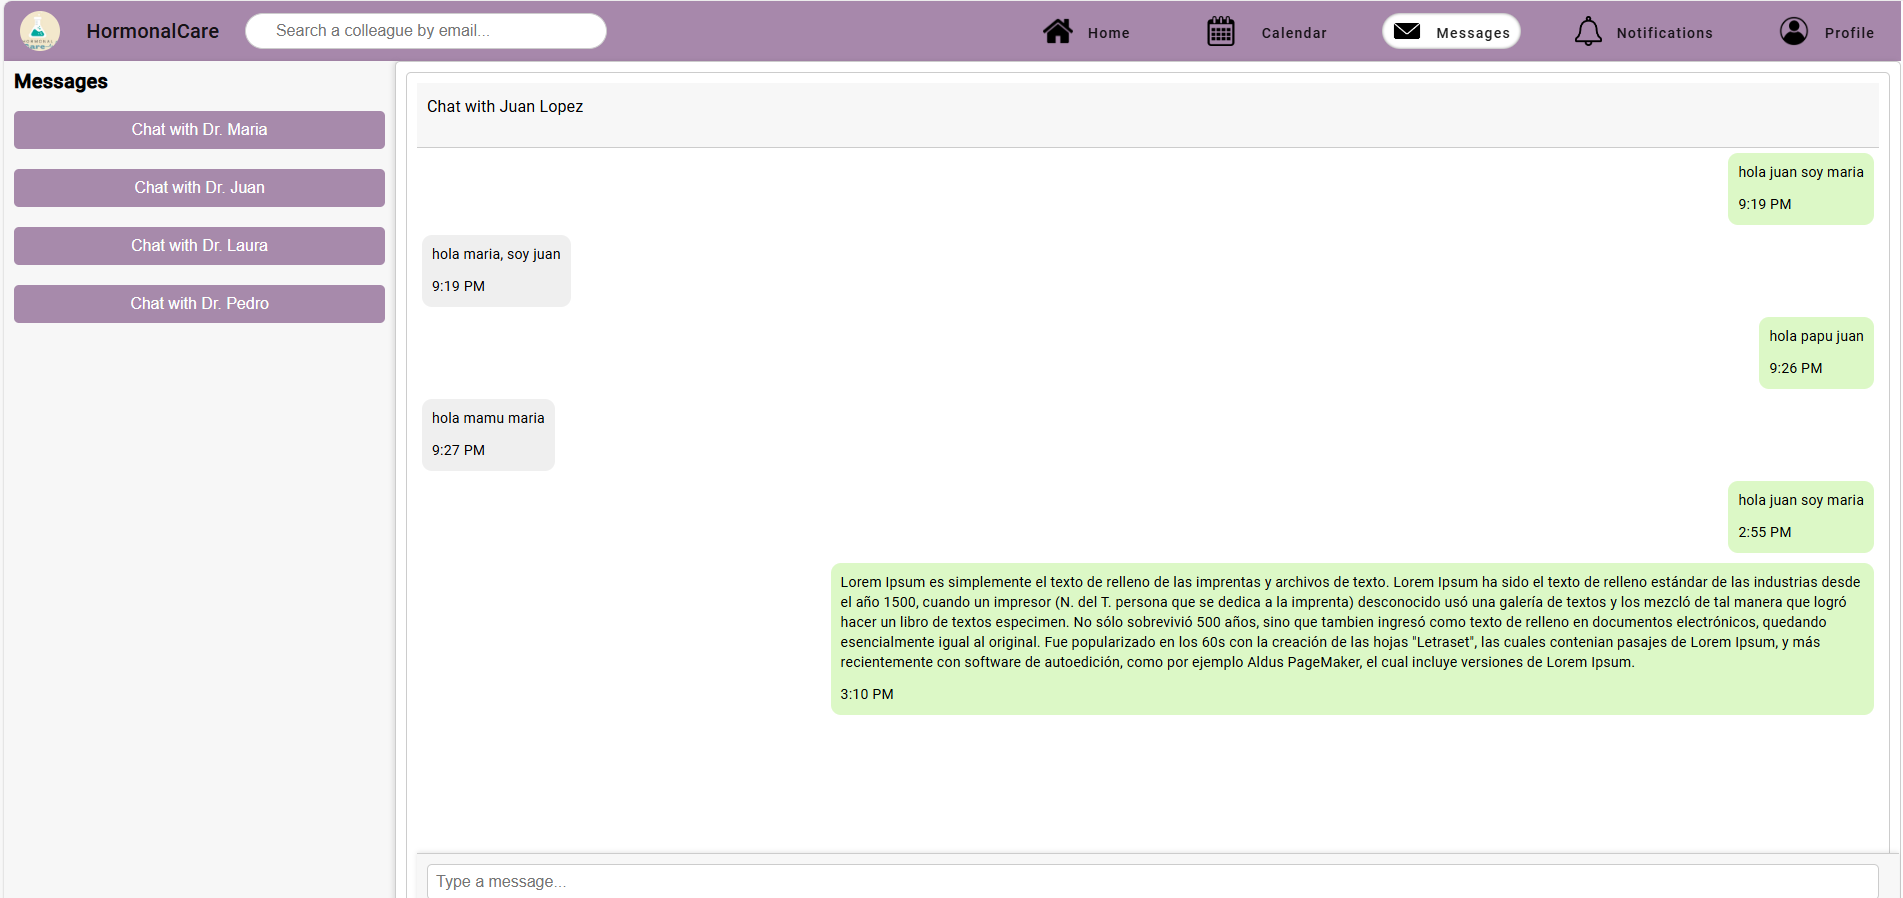 HormonalCare
Search a colleague by email...
Home
Calendar
Messages
Notifications
Profile
Messages
Chat with Dr. Maria
Chat with Dr. Juan
Chat with Dr. Laura
Chat with Dr. Pedro
Chat with Juan Lopez
hola juan soy maria
9:19 PM
hola maria, soy juan
9:19 PM
hola papu juan
9:26 PM
hola mamu maria
9:27 PM
hola juan soy maria
2:55 PM
Lorem Ipsum es simplemente el texto de relleno de las imprentas y archivos de texto. Lorem Ipsum ha sido el texto de relleno estándar de las industrias desde
el año 1500, cuando un impresor (N. del T. persona que se dedica a la imprenta) desconocido usó una galería de textos y los mezcló de tal manera que logró
hacer un libro de textos especimen. No sólo sobrevivió 500 años, sino que tambien ingresó como texto de relleno en documentos electrónicos, quedando
esencialmente igual al original. Fue popularizado en los 60s con la creación de las hojas "Letraset", las cuales contenian pasajes de Lorem Ipsum, y más
recientemente con software de autoedición, como por ejemplo Aldus PageMaker, el cual incluye versiones de Lorem Ipsum.
3:10 PM
Type a message...